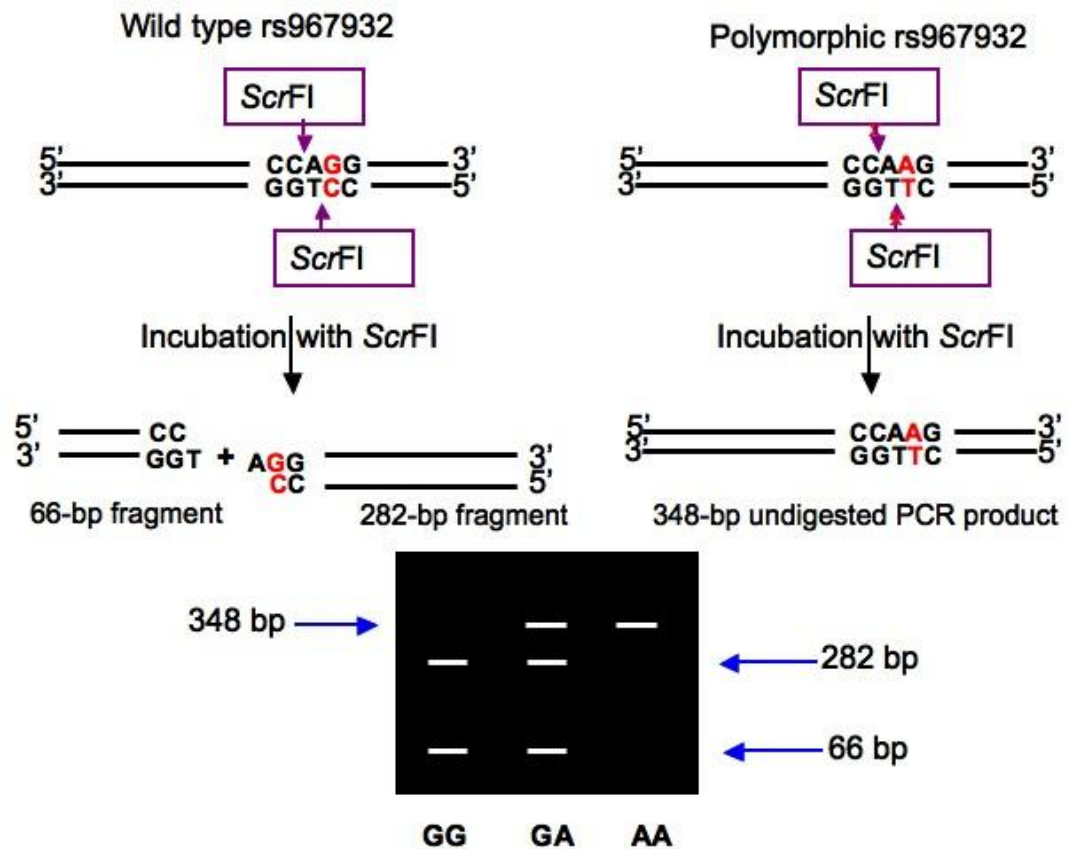 Wild type rs967932
Polymorphic rs967932
ScrFI
ScrFI
5’ CCAGG 3’
3’ GGTCC 5’
5’ CCAAG 3’
3’ GGTTC 5’
ScrFI
ScrFI
Incubation with ScrFI
Incubation with ScrFI
5’ CC
3’ GGT + AGG 3’
CC 5’
5’ CCAAG 3’
3’ GGTTC 5’
66-bp fragment
282-bp fragment
348-bp undigested PCR product
348 bp
282 bp
66 bp
GG GA AA